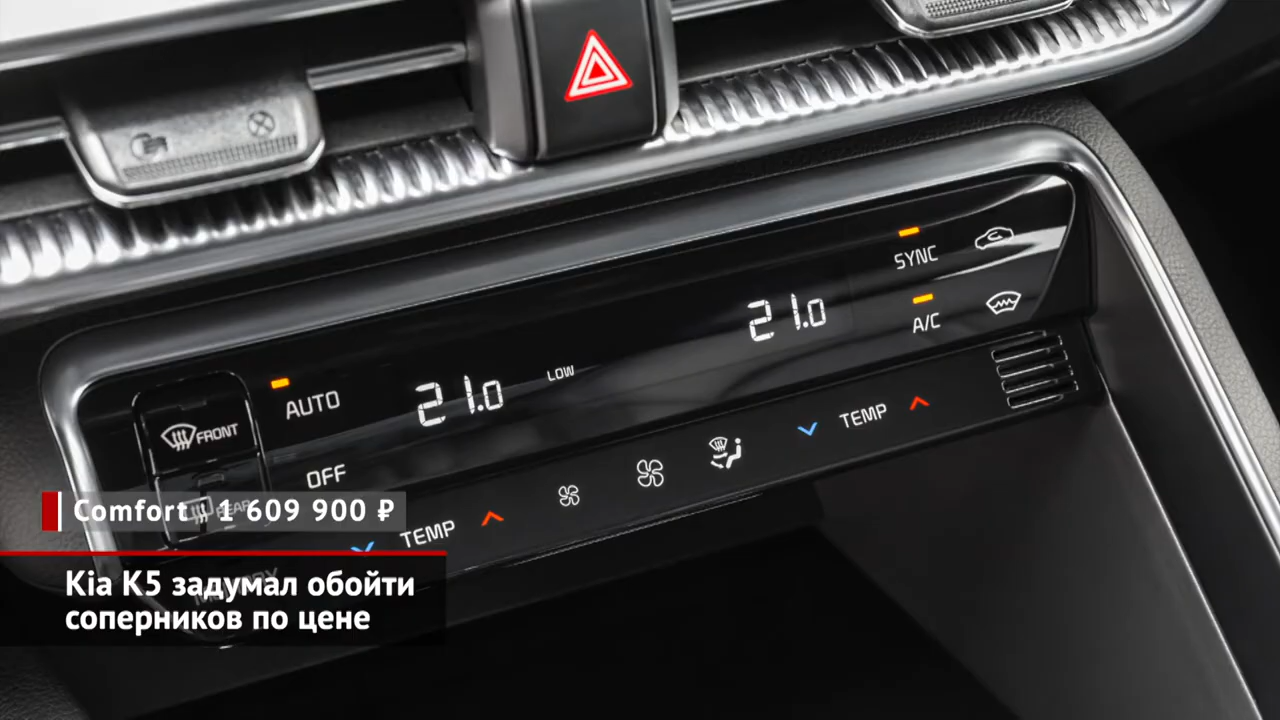 SYNC
A/C
21.0
LOW
AUTO
21.0
TEMP
FRONT
OFF
REAR
TEMP
Comfort – 1 609 900 ₽
Kia K5 задумал обойти
соперников по цене